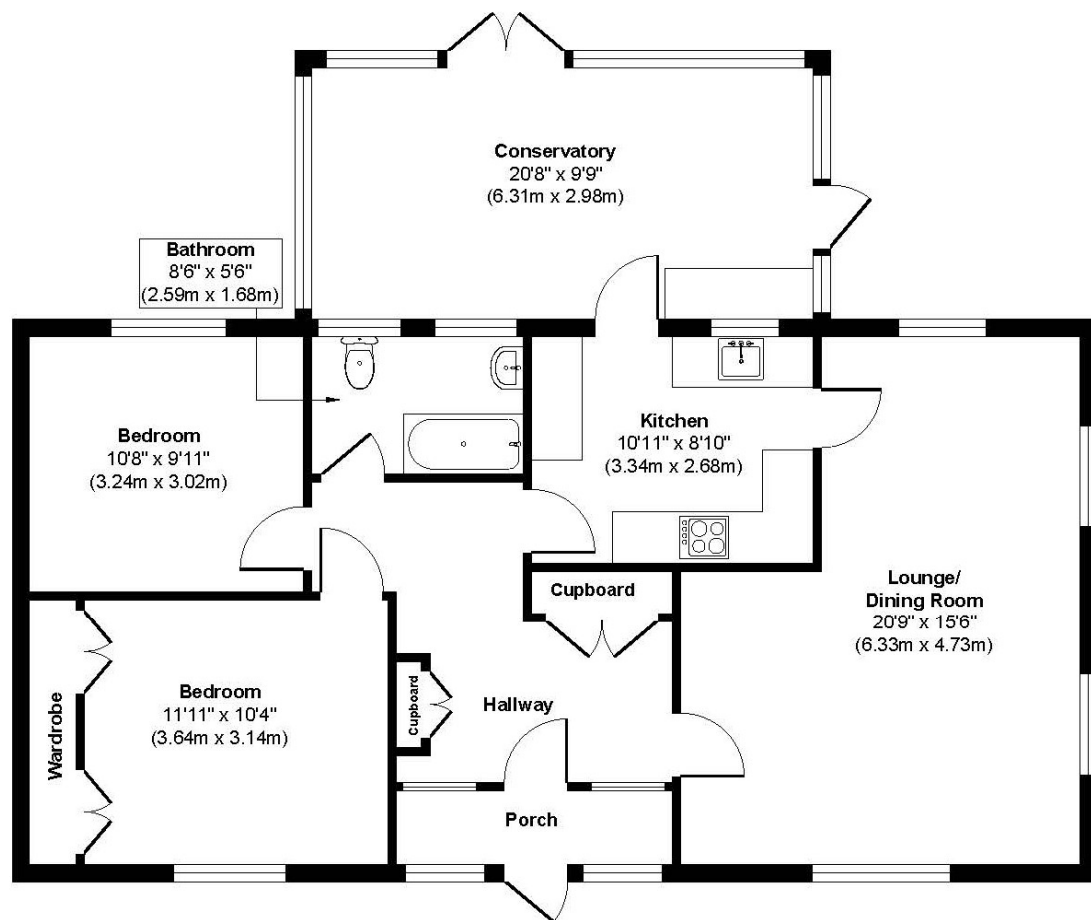 Conservatory
20'8" x 9'9"
(6.31m x 2.98m)
Bathroom
8'6" x 5'6"
(2.59m x 1.68m)
Bedroom
10'8" x 9'11"
(3.24m x 3.02m)
Kitchen
10'11" x 8'10"
(3.34m x 2.68m)
Lounge/
Dining Room
20'9" x 15'6"
(6.33m x 4.73m)
Cupboard
Wardrobe
Bedroom
11'11" x 10'4"
(3.64m x 3.14m)
Cupboard
Hallway
Porch